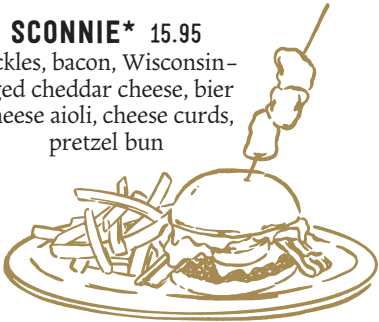 SCONNIE* 15.95
ckles, bacon, Wisconsin–
ged cheddar cheese, bier
heese aioli, cheese curds,
pretzel bun